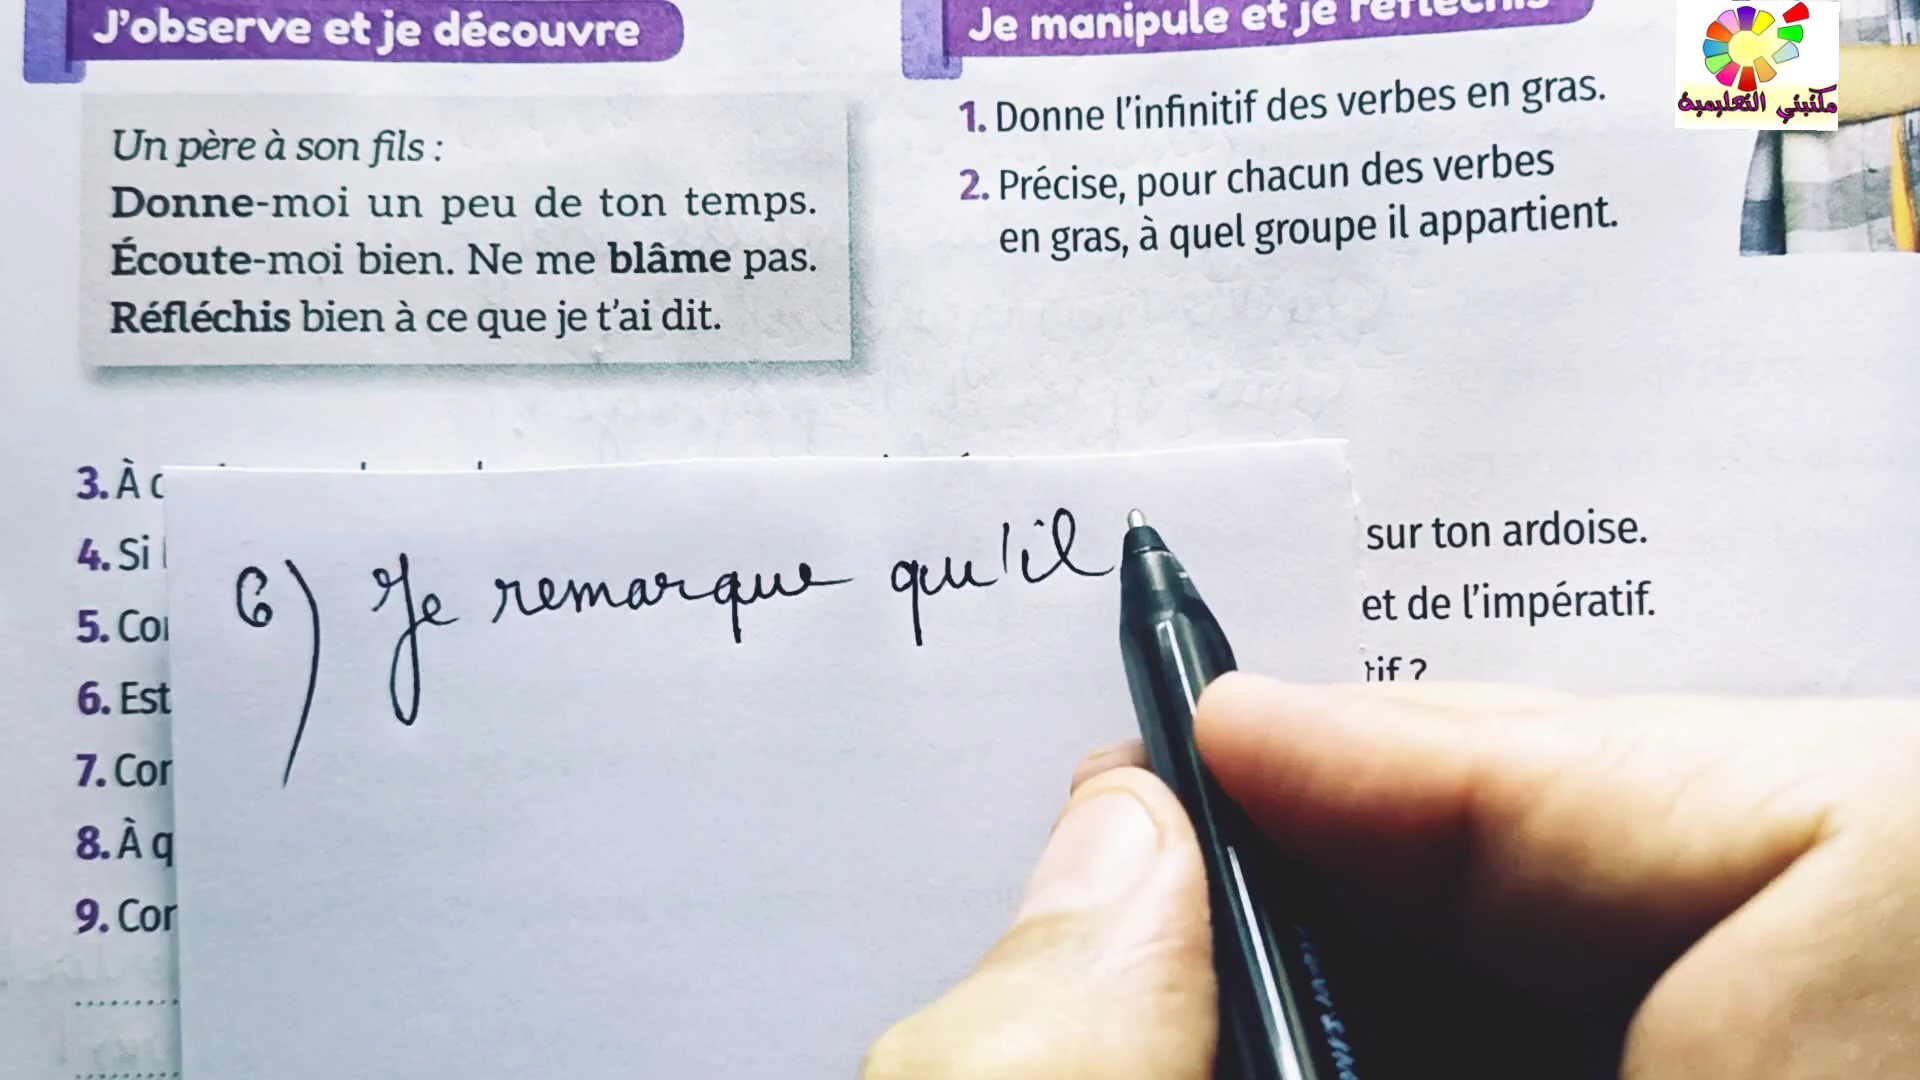 J'observe et je découvre
Un père à son fils :
Donne-moi un peu de ton temps.
Écoute-moi bien. Ne me blâme pas.
Réfléchis bien à ce que je t'ai dit.
Je manipule et je réfléchis
1. Donne l'infinitif des verbes en gras.
2. Précise, pour chacun des verbes
en gras, à quel groupe il appartient.
مكتبتي التعليمية
3. À
4. Si
sur ton ardoise.
5.
et de l'impératif.
6. Est
7.
8. À
9.
6) Je remarque qu'il